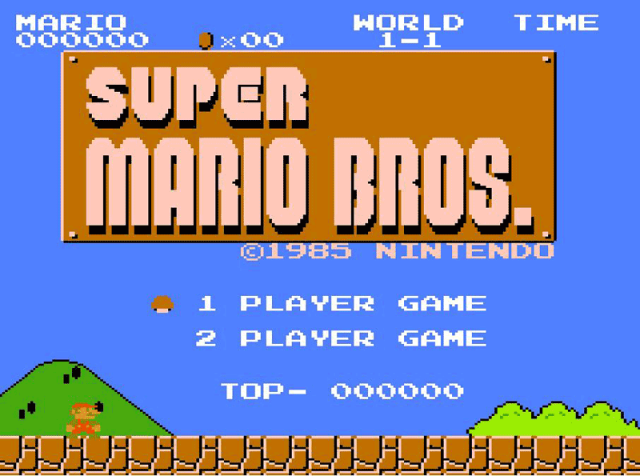 MARIO WORLD TIME
000000 ×00 1-1
SUPER
MARIO BROS.
©1985 NINTENDO
1 PLAYER GAME
2 PLAYER GAME
TOP- 000000